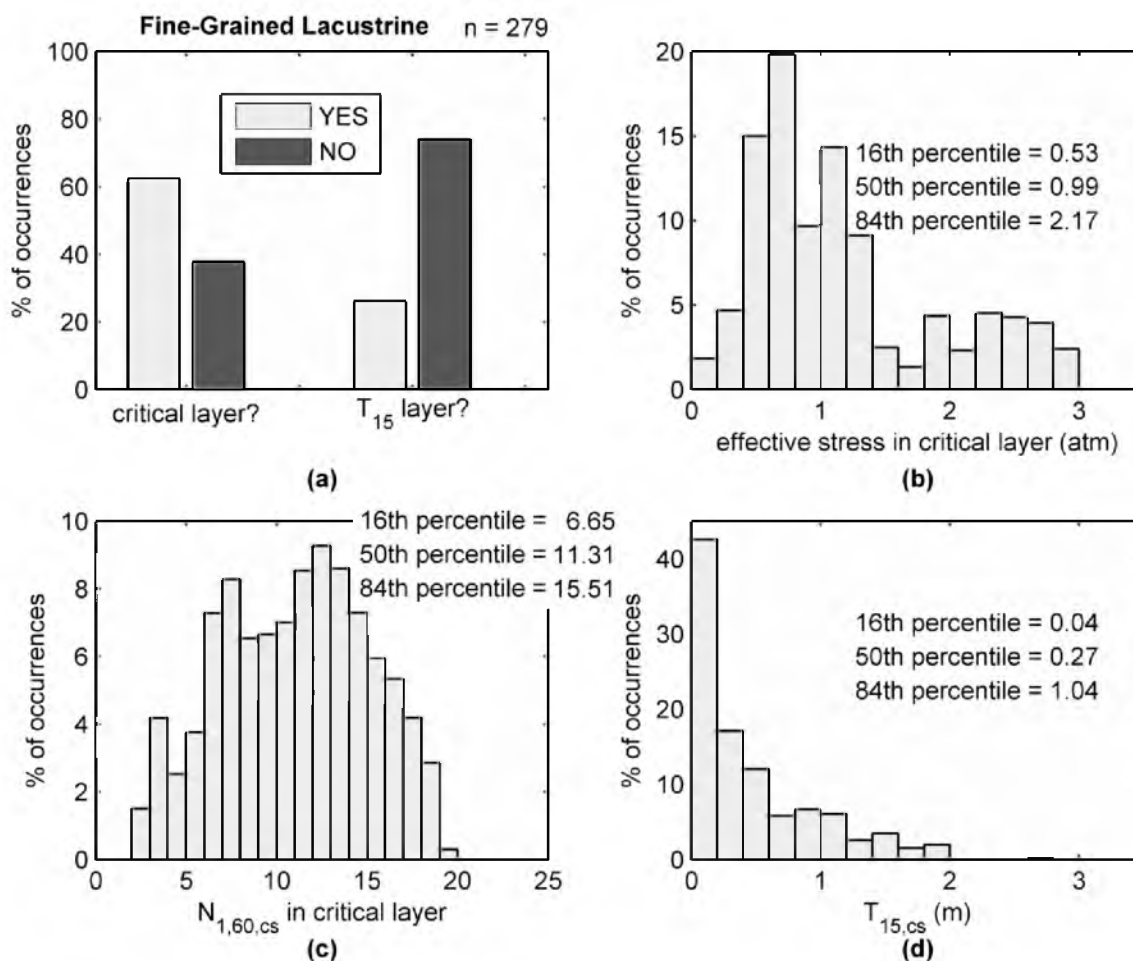 Fine-Grained Lacustrine n = 279
100
80
60
40
20
0
% of occurrences
YES
NO
critical layer?
T15 layer?
(a)
20
15
10
5
0
% of occurrences
16th percentile = 0.53
50th percentile = 0.99
84th percentile = 2.17
0 1 2 3
effective stress in critical layer (atm)
(b)
10
8
6
4
2
0
% of occurrences
16th percentile = 6.65
50th percentile = 11.31
84th percentile = 15.51
0 5 10 15 20 25
N1,60,cs in critical layer
(c)
40
30
20
10
0
% of occurrences
16th percentile = 0.04
50th percentile = 0.27
84th percentile = 1.04
0 1 2 3
T15,cs (m)
(d)